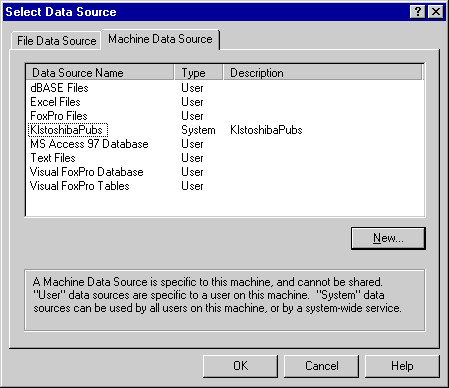 Select Data Source
File Data Source Machine Data Source
Data Source Name Type Description
dBASE Files User
Excel Files User
FoxPro Files User
KlstoshibaPubs System KlstoshibaPubs
MS Access 97 Database User
Text Files User
Visual FoxPro Database User
Visual FoxPro Tables User
New...
A Machine Data Source is specific to this machine, and cannot be shared.
"User" data sources are specific to a user on this machine. "System" data
sources can be used by all users on this machine, or by a system-wide service.
OK Cancel Help